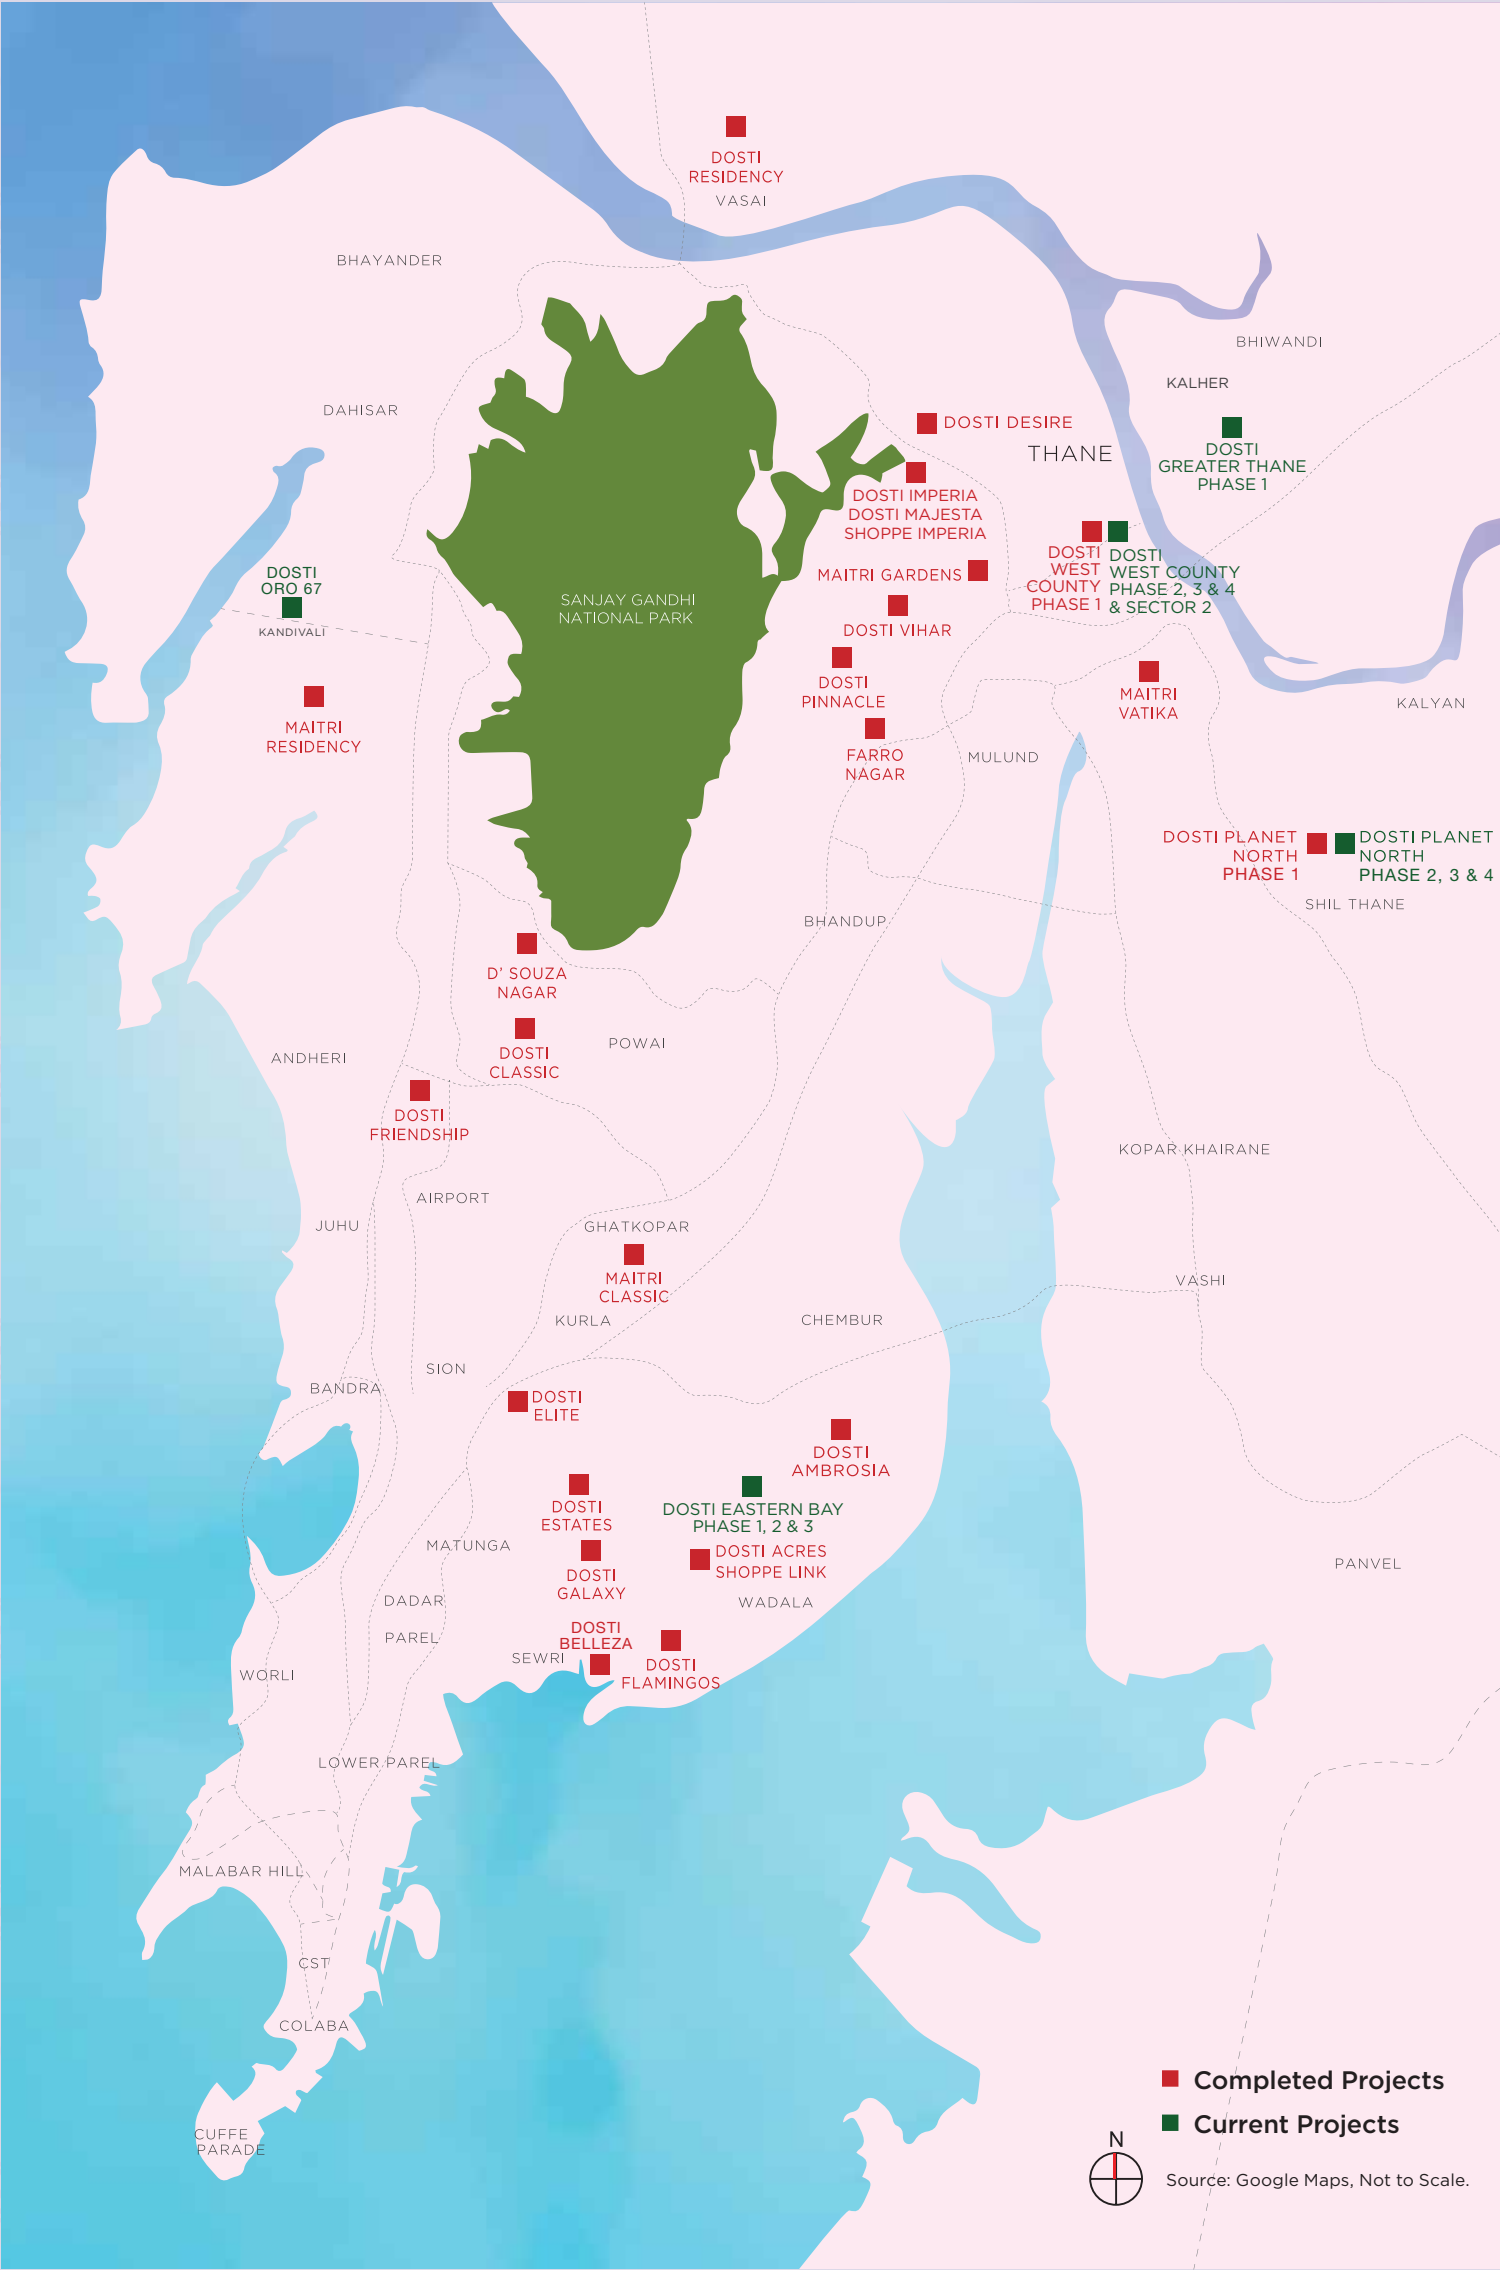 DOSTI
RESIDENCY
VASAI
BHAYANDER
BHIWANDI
KALHER
DAHISAR
DOSTI DESIRE
THANE
DOSTI
GREATER THANE
PHASE 1
DOSTI IMPERIA
DOSTI MAJESTA
SHOPPE IMPERIA
DOSTI
WEST
COUNTY
PHASE 1
DOSTI
WEST COUNTY
PHASE 2, 3 & 4
& SECTOR 2
MAITRI GARDENS
DOSTI
ORO 67
KANDIVALI
SANJAY GANDHI
NATIONAL PARK
DOSTI VIHAR
DOSTI
PINNACLE
MAITRI
VATIKA
KALYAN
MAITRI
RESIDENCY
FARRO
NAGAR
MULUND
DOSTI PLANET
NORTH
PHASE 1
DOSTI PLANET
NORTH
PHASE 2, 3 & 4
SHIL THANE
BHANDUP
D' SOUZA
NAGAR
POWAI
ANDHERI
DOSTI
CLASSIC
DOSTI
FRIENDSHIP
KOPAR KHAIRANE
AIRPORT
JUHU
GHATKOPAR
MAITRI
CLASSIC
VASHI
KURLA
CHEMBUR
SION
BANDRA
DOSTI
ELITE
DOSTI
AMBROSIA
DOSTI
ESTATES
DOSTI EASTERN BAY
PHASE 1, 2 & 3
MATUNGA
DOSTI ACRES
SHOPPE LINK
PANVEL
DOSTI
GALAXY
DADAR
WADALA
PAREL
DOSTI
BELLEZA
SEWRI
DOSTI
FLAMINGOS
WORLI
LOWER PAREL
MALABAR HILL
CST
COLABA
CUFFE
PARADE
Completed Projects
Current Projects
N
Source: Google Maps, Not to Scale.